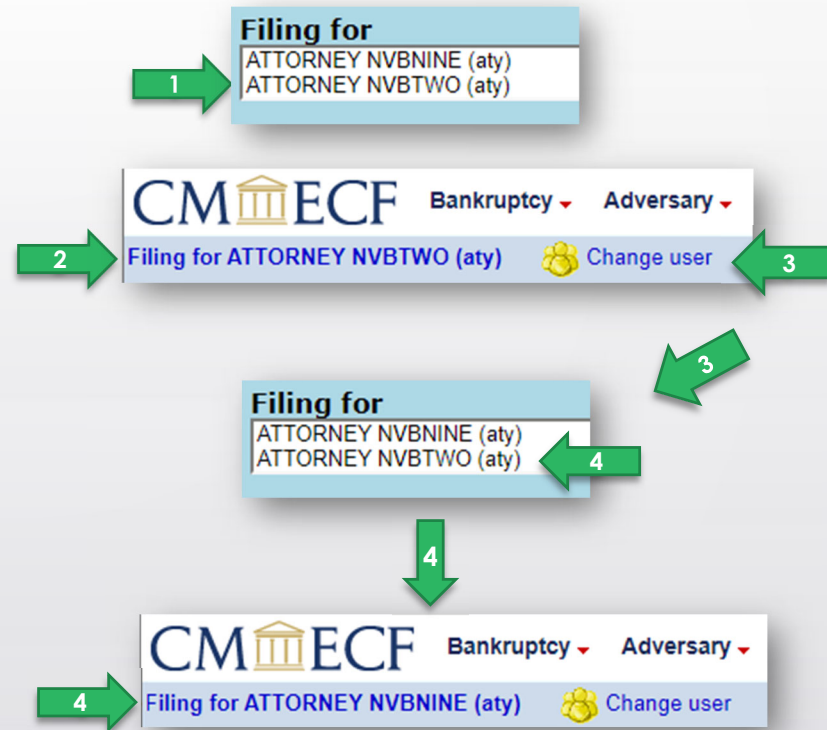 Filing for
ATTORNEY NVBNINE (aty)
1 ATTORNEY NVBTWO (aty)
CM ECF Bankruptcy Adversary
2 Filing for ATTORNEY NVBTWO (aty) Change user 3
3
Filing for
ATTORNEY NVBNINE (aty)
ATTORNEY NVBTWO (aty) 4
4
CM ECF Bankruptcy Adversary
4 Filing for ATTORNEY NVBNINE (aty) Change user